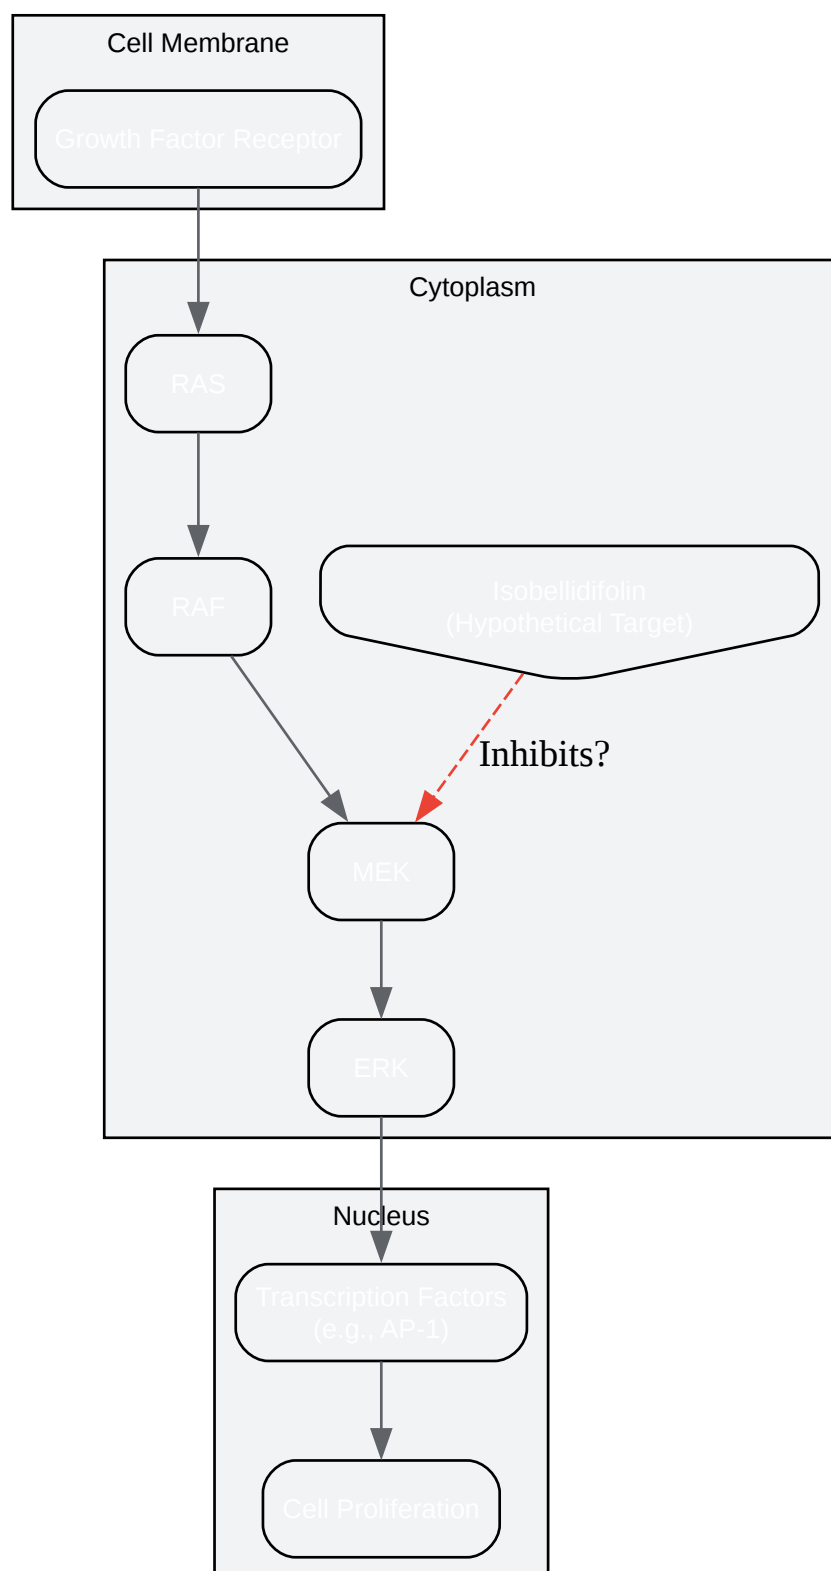 Cell Membrane
Growth Factor Receptor
Cytoplasm
RAS
RAF
Isobellidifolin
(Hypothetical Target)
Inhibits?
MEK
ERK
Nucleus
Transcription Factors
(e.g., AP-1)
Cell Proliferation